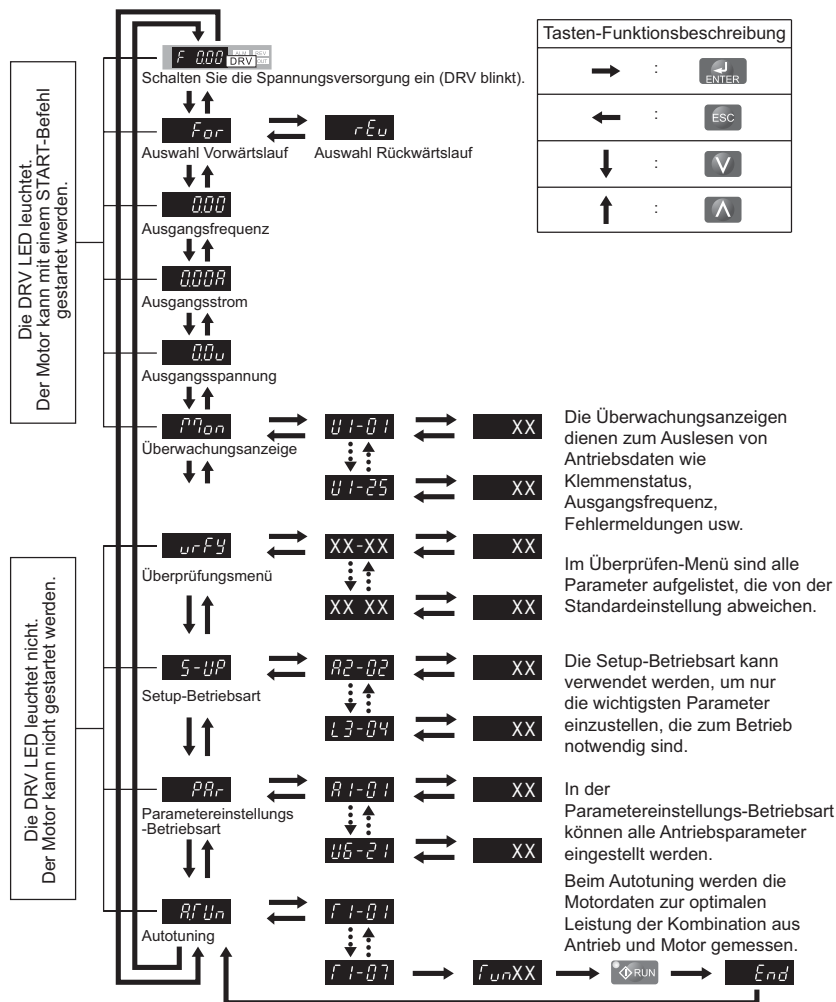 F 0.00
ALM REV
DRV OUT
Schalten Sie die Spannungsversorgung ein (DRV blinkt).
For
rEv
Auswahl Vorwärtslauf
Auswahl Rückwärtslauf
0.00
Ausgangsfrequenz
0.00A
Ausgangsstrom
0.0v
Ausgangsspannung
Die DRV LED leuchtet.
Der Motor kann mit einem START-Befehl
gestartet werden.
Mon
U1-01
XX
Überwachungsanzeige
U1-25
XX
Die Überwachungsanzeigen
dienen zum Auslesen von
Antriebsdaten wie
Klemmenstatus,
Ausgangsfrequenz,
Fehlermeldungen usw.
Tasten-Funktionsbeschreibung
→ : ENTER
← : ESC
↓ : V
↑ : Λ
Die DRV LED leuchtet nicht.
Der Motor kann nicht gestartet werden.
vrFY
XX-XX
XX
Überprüfungsmenü
XX XX
XX
Im Überprüfen-Menü sind alle
Parameter aufgelistet, die von der
Standardeinstellung abweichen.
S-UP
A2-02
XX
Setup-Betriebsart
L3-04
XX
Die Setup-Betriebsart kann
verwendet werden, um nur
die wichtigsten Parameter
einzustellen, die zum Betrieb
notwendig sind.
PAr
A1-01
XX
Parametereinstellungs
-Betriebsart
U6-21
XX
In der
Parametereinstellungs-Betriebsart
können alle Antriebsparameter
eingestellt werden.
A.TUn
T1-01
Autotuning
T1-07
TunXX
RUN
End
Beim Autotuning werden die
Motordaten zur optimalen
Leistung der Kombination aus
Antrieb und Motor gemessen.